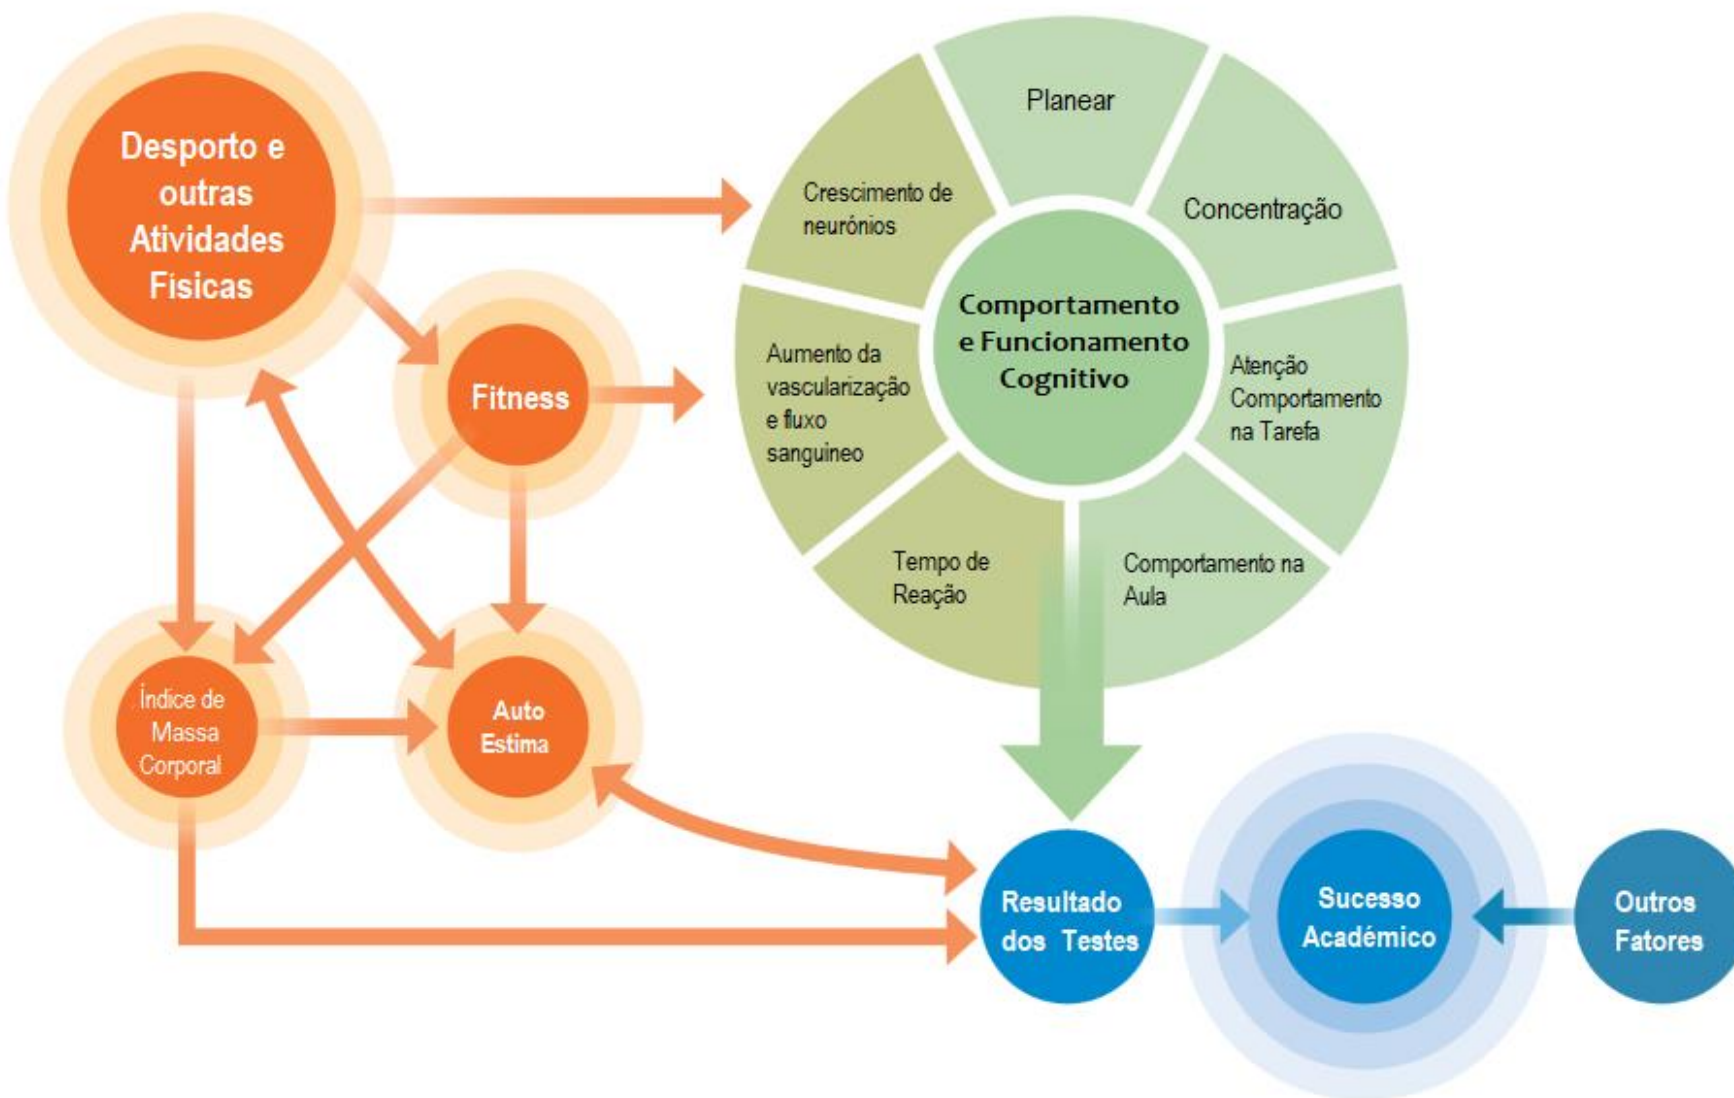 Desporto e
outras
Atividades
Físicas
Fitness
Índice de
Massa
Corporal
Auto
Estima
Planear
Crescimento de
neurónios
Concentração
Comportamento
e Funcionamento
Cognitivo
Aumento da
vascularização
e fluxo
sanguineo
Atenção
Comportamento
na Tarefa
Tempo de
Reação
Comportamento na
Aula
Resultado
dos Testes
Sucesso
Académico
Outros
Fatores